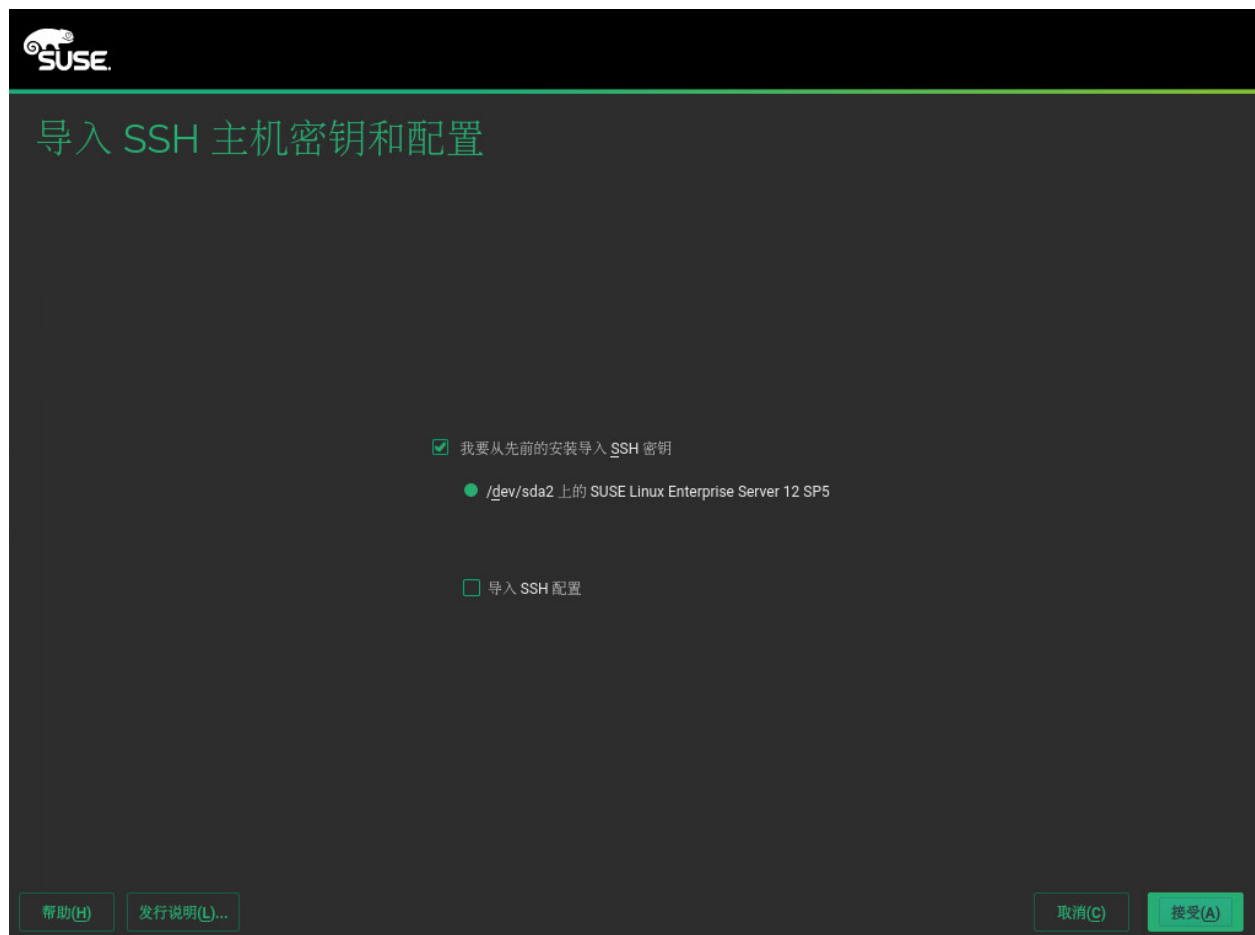 SUSE.
导入 SSH 主机密钥和配置
我要从先前的安装导入 SSH 密钥
/dev/sda2 上的 SUSE Linux Enterprise Server 12 SP5
导入 SSH 配置
帮助(H) 发行说明(L)... 取消(C) 接受(A)